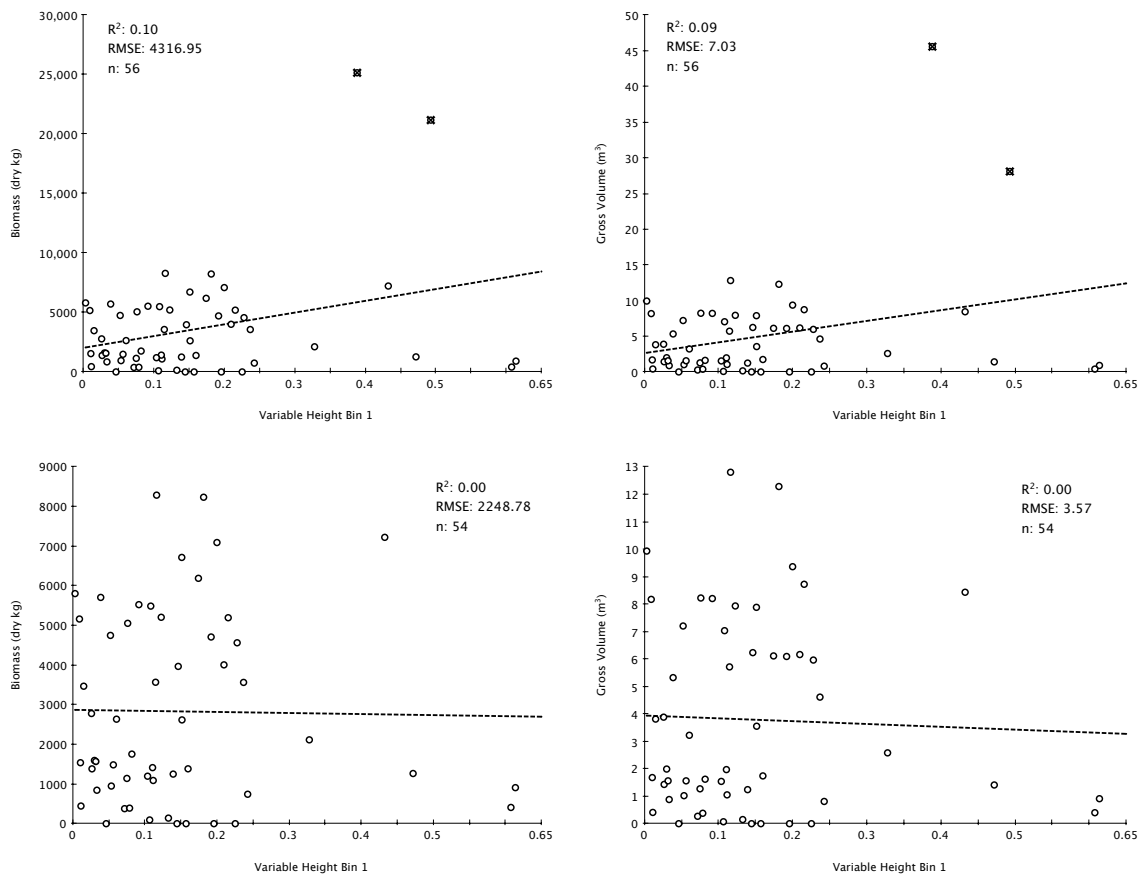 30,000
25,000
20,000
15,000
10,000
5000
0
Biomass (dry kg)
R²: 0.10
RMSE: 4316.95
n: 56
0 0.1 0.2 0.3 0.4 0.5 0.65
Variable Height Bin 1
50
45
40
35
30
25
20
15
10
5
0
Gross Volume (m³)
R²: 0.09
RMSE: 7.03
n: 56
0 0.1 0.2 0.3 0.4 0.5 0.65
Variable Height Bin 1
9000
8000
7000
6000
5000
4000
3000
2000
1000
0
Biomass (dry kg)
R²: 0.00
RMSE: 2248.78
n: 54
0 0.1 0.2 0.3 0.4 0.5 0.65
Variable Height Bin 1
13
12
11
10
9
8
7
6
5
4
3
2
1
0
Gross Volume (m³)
R²: 0.00
RMSE: 3.57
n: 54
0 0.1 0.2 0.3 0.4 0.5 0.65
Variable Height Bin 1